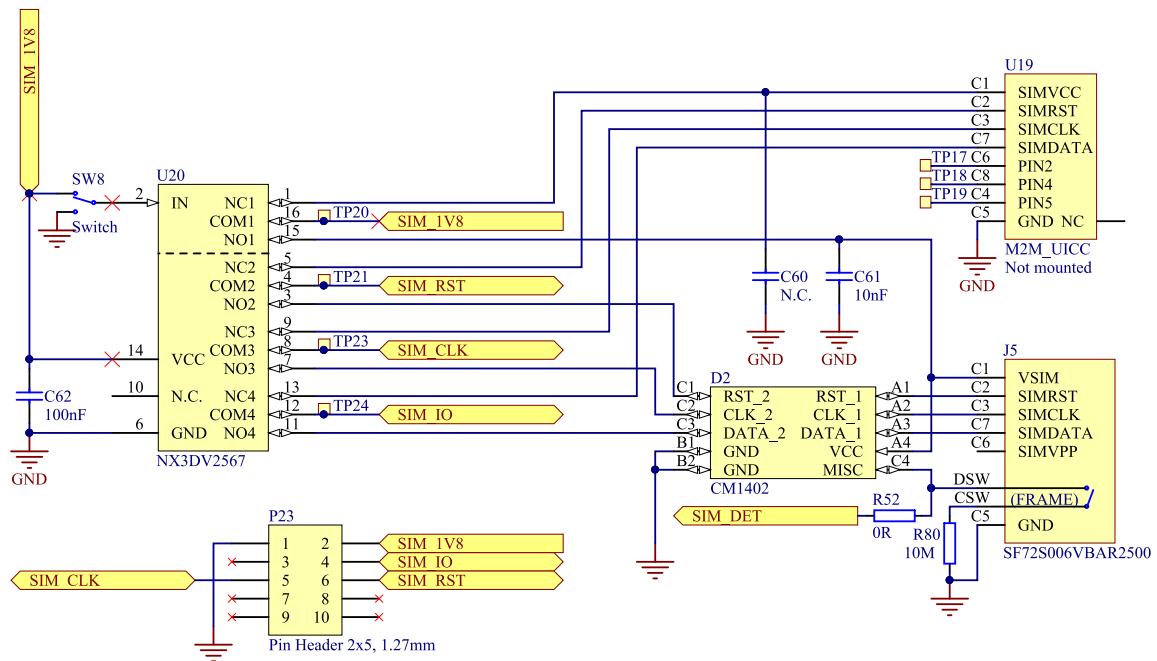 SIM_1V8
SW8
Switch
U20
2 IN
14 VCC
10 N.C.
6 GND
NC1 1
COM1 16
NO1 15
NC2 5
COM2 4
NO2 3
NC3 9
COM3 8
NO3 7
NC4 13
COM4 12
NO4 11
NX3DV2567
C62
100nF
GND
TP20
SIM_1V8
TP21
SIM_RST
TP23
SIM_CLK
TP24
SIM_IO
C60
N.C.
GND
C61
10nF
GND
U19
C1 SIMVCC
C2 SIMRST
C3 SIMCLK
C7 SIMDATA
TP17 C6 PIN2
TP18 C8 PIN4
TP19 C4 PIN5
C5 GND NC
M2M_UICC
Not mounted
GND
D2
C1 RST_2 RST_1 A1
C2 CLK_2 CLK_1 A2
C3 DATA_2 DATA_1 A3
B1 GND VCC A4
B2 GND MISC C4
CM1402
J5
C1 VSIM
C2 SIMRST
C3 SIMCLK
C7 SIMDATA
C6 SIMVPP
DSW
CSW (FRAME)
C5 GND
SF72S006VBAR2500
SIM_DET
R52
0R
R80
10M
P23
1 2 SIM_1V8
3 4 SIM_IO
SIM_CLK 5 6 SIM_RST
7 8
9 10
Pin Header 2x5, 1.27mm